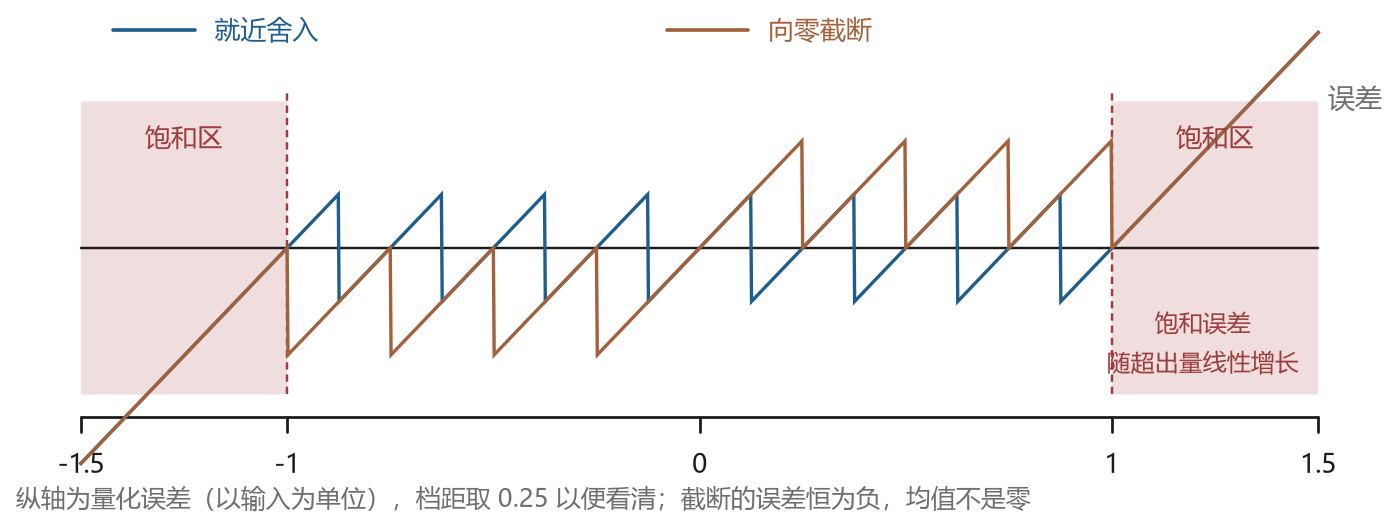 就近舍入
向零截断
误差
饱和区
饱和区
饱和误差
随超出量线性增长
-1.5
-1
0
1
1.5
纵轴为量化误差（以输入为单位），档距取 0.25 以便看清；截断的误差恒为负，均值不是零